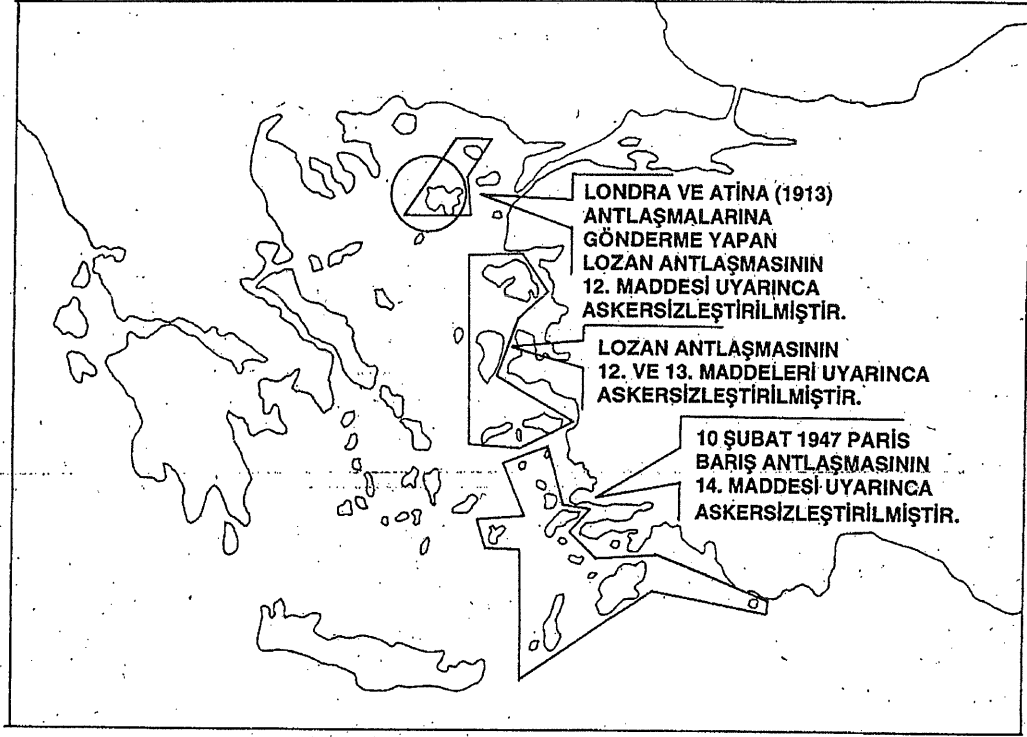 LONDRA VE ATİNA (1913)
ANTLAŞMALARINA
GÖNDERME YAPAN
LOZAN ANTLAŞMASININ
12. MADDESİ UYARINCA
ASKERSİZLEŞTİRİLMİŞTİR.
LOZAN ANTLAŞMASININ
12. VE 13. MADDELERİ UYARINCA
ASKERSİZLEŞTİRİLMİŞTİR.
10 ŞUBAT 1947 PARİS
BARIŞ ANTLAŞMASININ
14. MADDESİ UYARINCA
ASKERSİZLEŞTİRİLMİŞTİR.